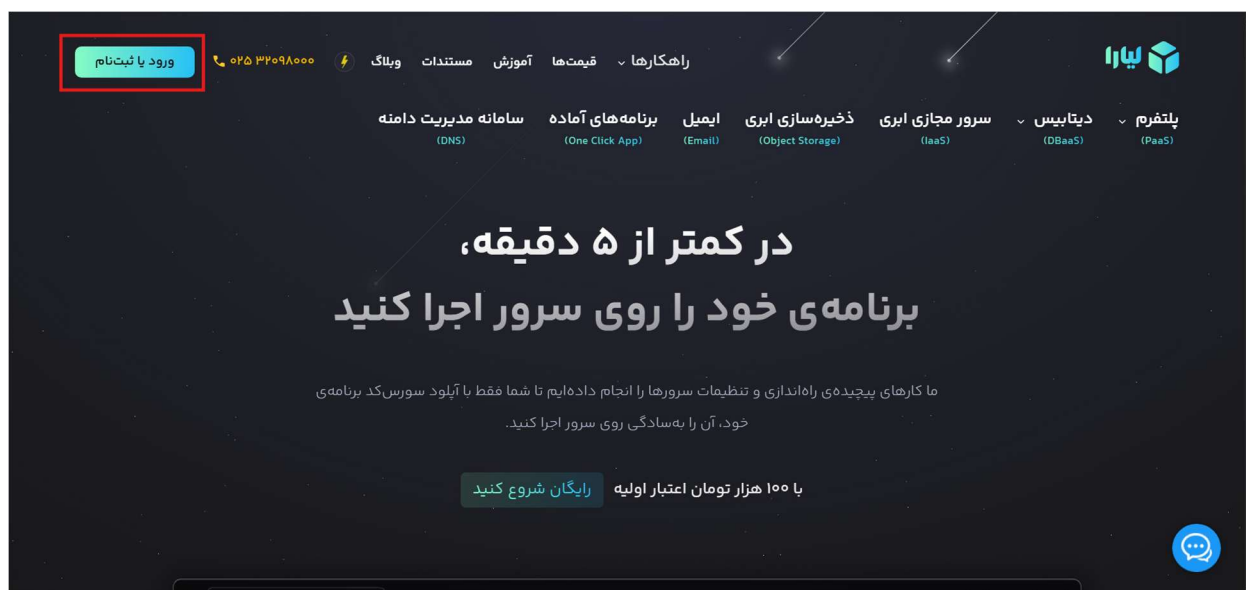 لیارا
راهکارها قیمت‌ها آموزش مستندات وبلاگ ۰۲۵ ۳۲۰۹۸۰۰۰ ورود یا ثبت‌نام
پلتفرم دیتابیس سرور مجازی ابری ذخیره‌سازی ابری ایمیل برنامه‌های آماده سامانه مدیریت دامنه
(PaaS) (DBaaS) (IaaS) (Object Storage) (Email) (One Click App) (DNS)
در کمتر از ۵ دقیقه،
برنامه‌ی خود را روی سرور اجرا کنید
ما کارهای پیچیده‌ی راه‌اندازی و تنظیمات سرورها را انجام داده‌ایم تا شما فقط با آپلود سورس‌کد برنامه‌ی
خود، آن را به‌سادگی روی سرور اجرا کنید.
با ۱۰۰ هزار تومان اعتبار اولیه رایگان شروع کنید